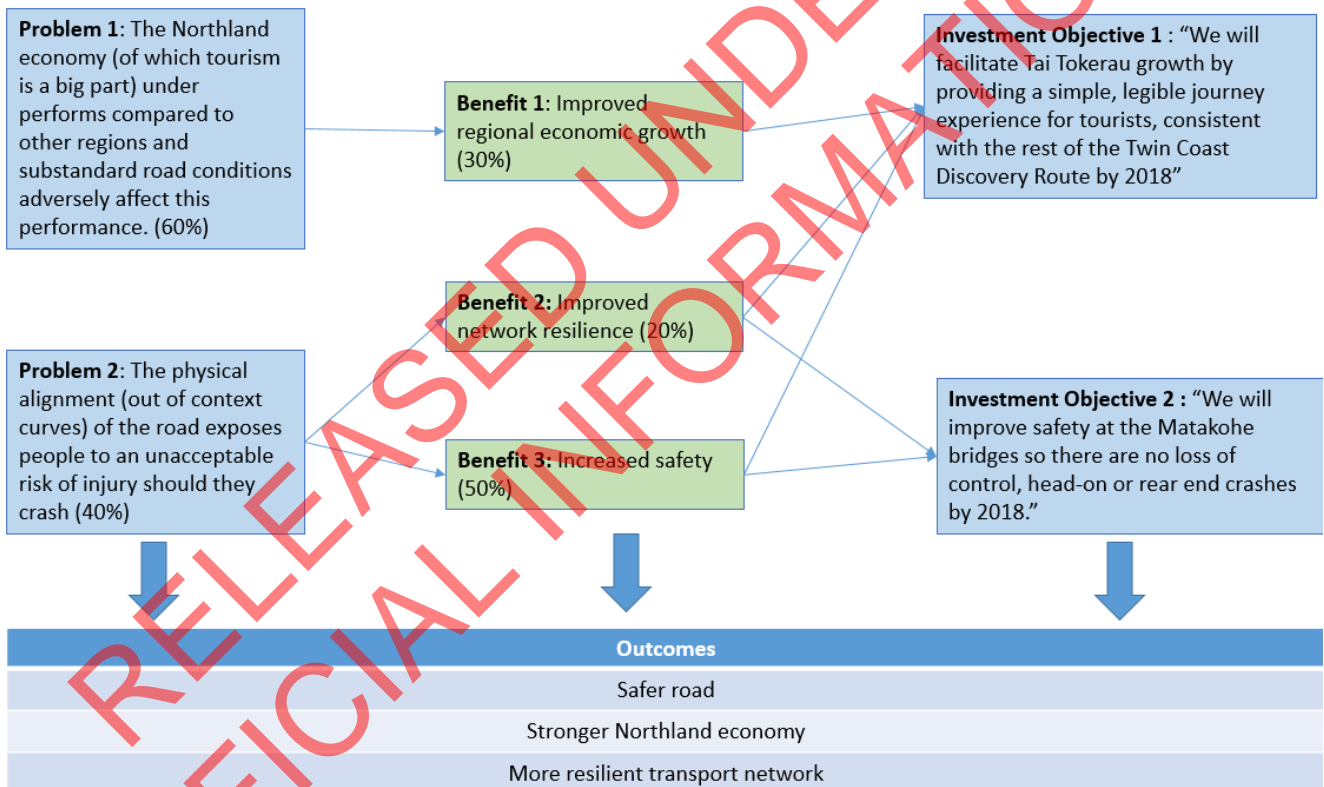 Problem 1: The Northland
economy (of which tourism
is a big part) under
performs compared to
other regions and
substandard road conditions
adversely affect this
performance. (60%)
Benefit 1: Improved
regional economic growth
(30%)
Investment Objective 1 : “We will
facilitate Tai Tokerau growth by
providing a simple, legible journey
experience for tourists, consistent
with the rest of the Twin Coast
Discovery Route by 2018”
Benefit 2: Improved
network resilience (20%)
Problem 2: The physical
alignment (out of context
curves) of the road exposes
people to an unacceptable
risk of injury should they
crash (40%)
Benefit 3: Increased safety
(50%)
Investment Objective 2 : “We will
improve safety at the Matakohe
bridges so there are no loss of
control, head-on or rear end crashes
by 2018.”
Outcomes
Safer road
Stronger Northland economy
More resilient transport network
RELEASED UNDE
FICIAL INFORMATIO